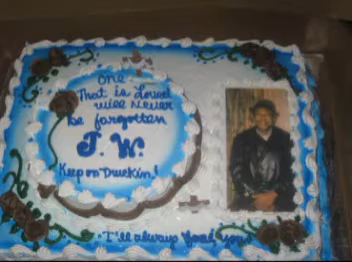 One
That is Loved
will Never
be forgotten
J. W.
Keep on Truckin!
I'll always love you